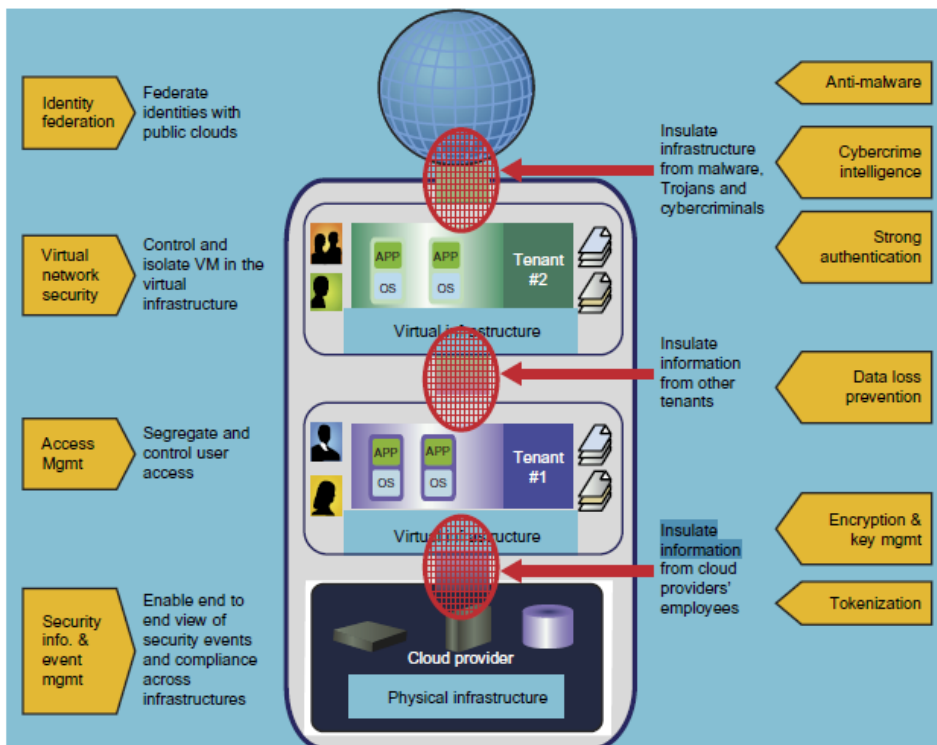 Identity
federation
Federate
identities with
public clouds
Virtual
network
security
Control and
isolate VM in the
virtual
infrastructure
Access
Mgmt
Segregate and
control user
access
Security
info. &
event
mgmt
Enable end to
end view of
security events
and compliance
across
infrastructures
APP
OS
APP
OS
Tenant
#2
Virtual infrastructure
APP
OS
APP
OS
Tenant
#1
Virtual infrastructure
Cloud provider
Physical infrastructure
Insulate
infrastructure
from malware,
Trojans and
cybercriminals
Insulate
information
from other
tenants
Insulate
information
from cloud
providers'
employees
Anti-malware
Cybercrime
intelligence
Strong
authentication
Data loss
prevention
Encryption &
key mgmt
Tokenization